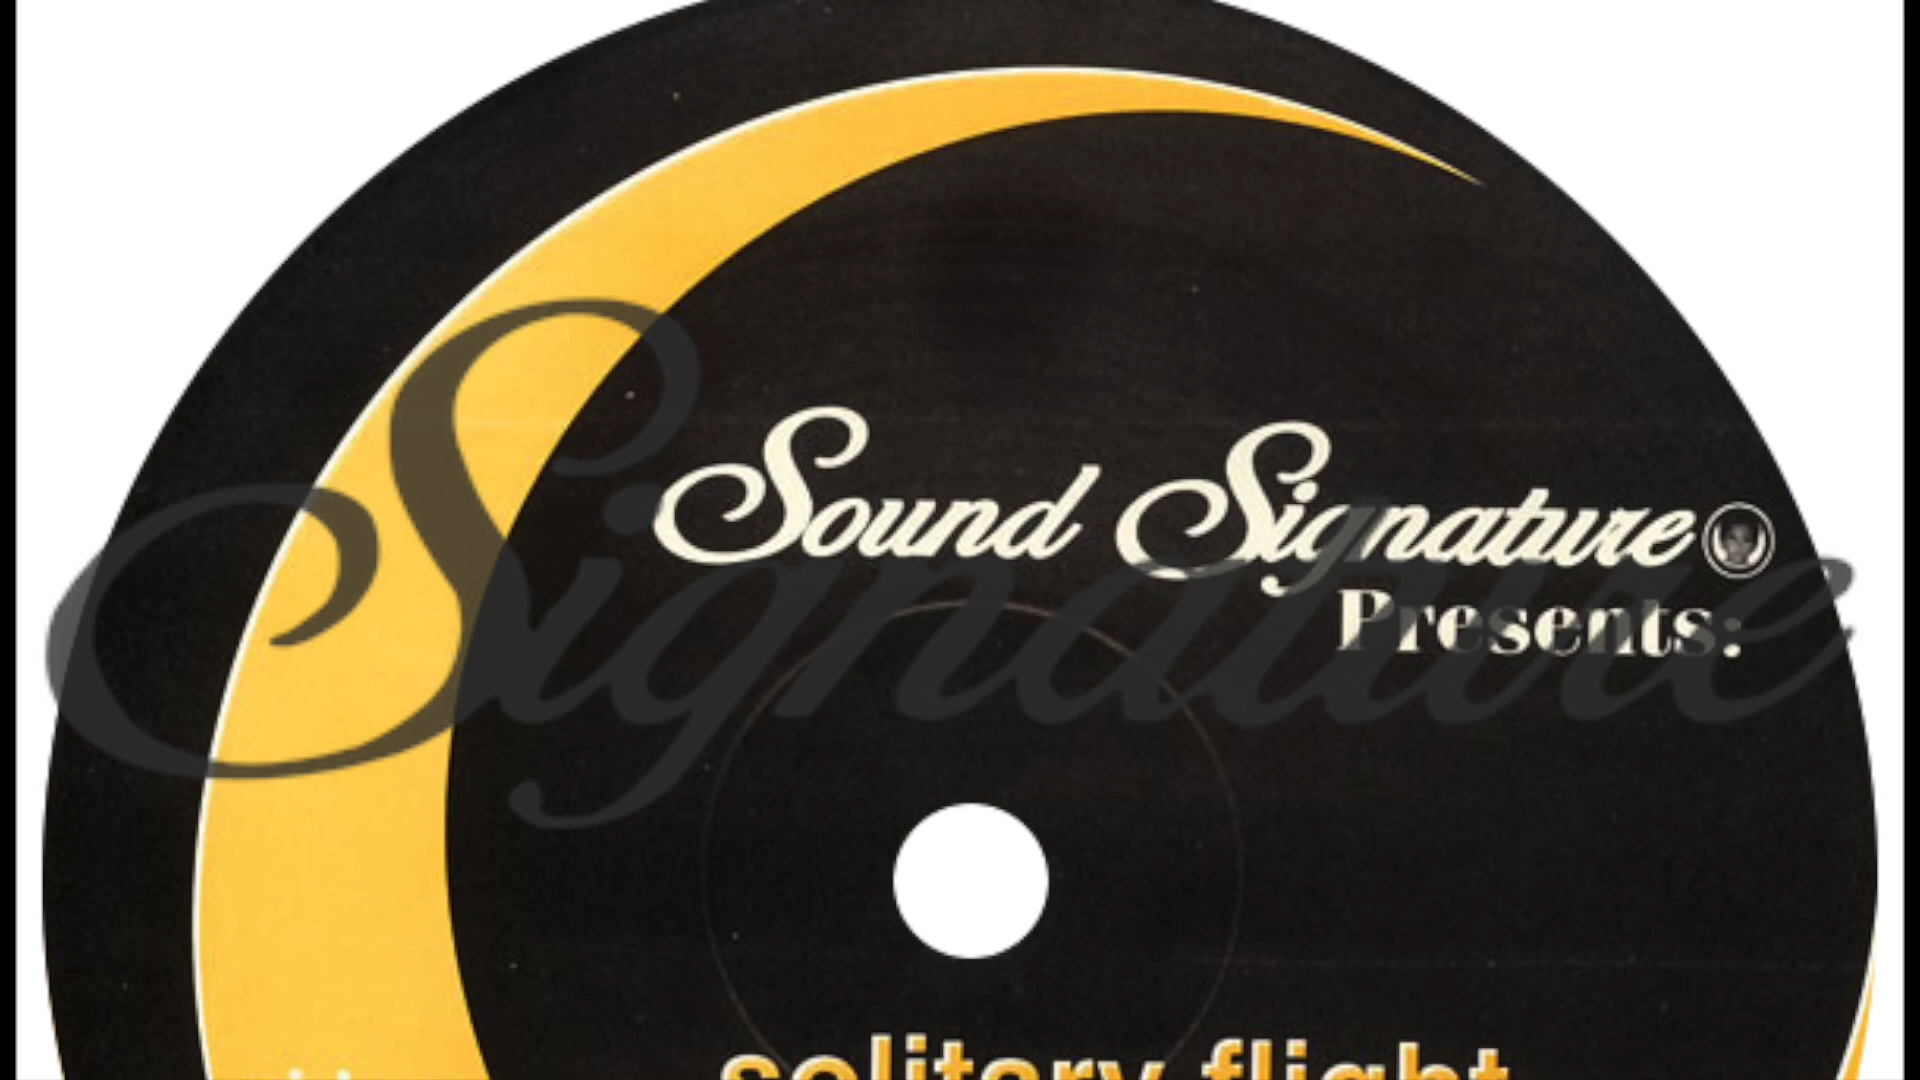 Sound Signature
Presents:
Signature
solitary flight